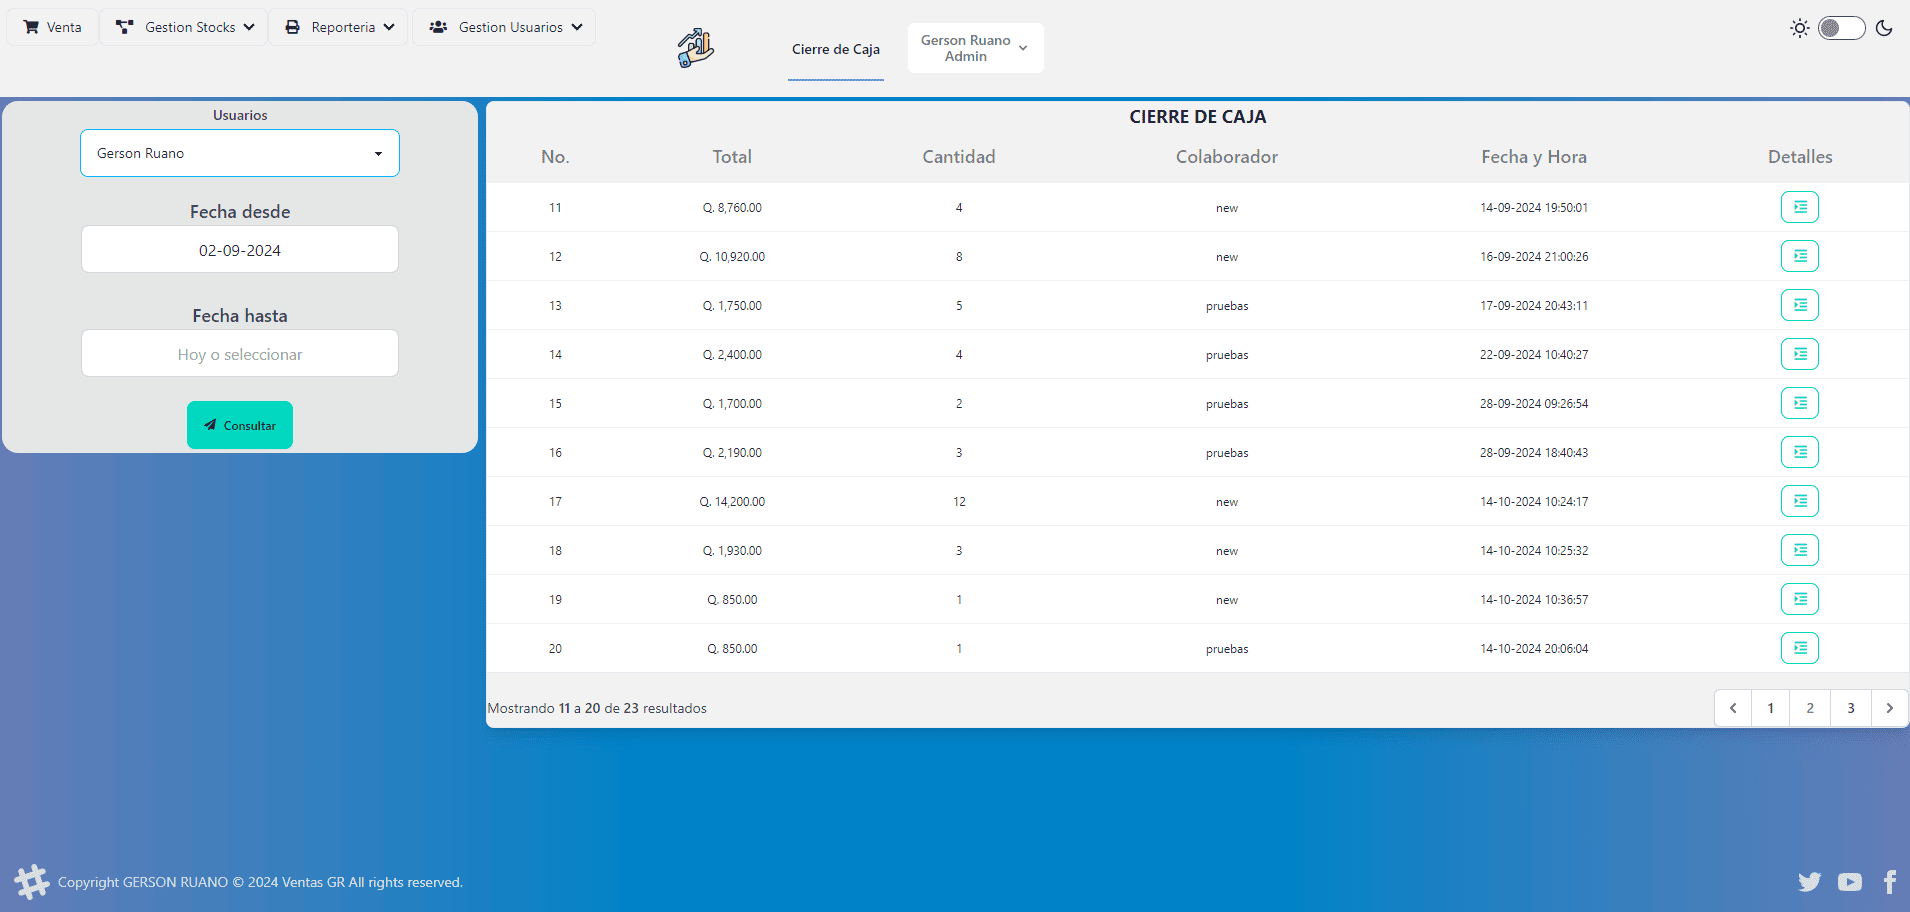 Venta Gestion Stocks Reporteria Gestion Usuarios
Cierre de Caja
Gerson Ruano
Admin
Usuarios
Gerson Ruano
Fecha desde
02-09-2024
Fecha hasta
Hoy o seleccionar
Consultar
CIERRE DE CAJA
No. Total Cantidad Colaborador Fecha y Hora Detalles
11 Q. 8,760.00 4 new 14-09-2024 19:50:01
12 Q. 10,920.00 8 new 16-09-2024 21:00:26
13 Q. 1,750.00 5 pruebas 17-09-2024 20:43:11
14 Q. 2,400.00 4 pruebas 22-09-2024 10:40:27
15 Q. 1,700.00 2 pruebas 28-09-2024 09:26:54
16 Q. 2,190.00 3 pruebas 28-09-2024 18:40:43
17 Q. 14,200.00 12 new 14-10-2024 10:24:17
18 Q. 1,930.00 3 new 14-10-2024 10:25:32
19 Q. 850.00 1 new 14-10-2024 10:36:57
20 Q. 850.00 1 pruebas 14-10-2024 20:06:04
Mostrando 11 a 20 de 23 resultados
1 2 3
Copyright GERSON RUANO © 2024 Ventas GR All rights reserved.